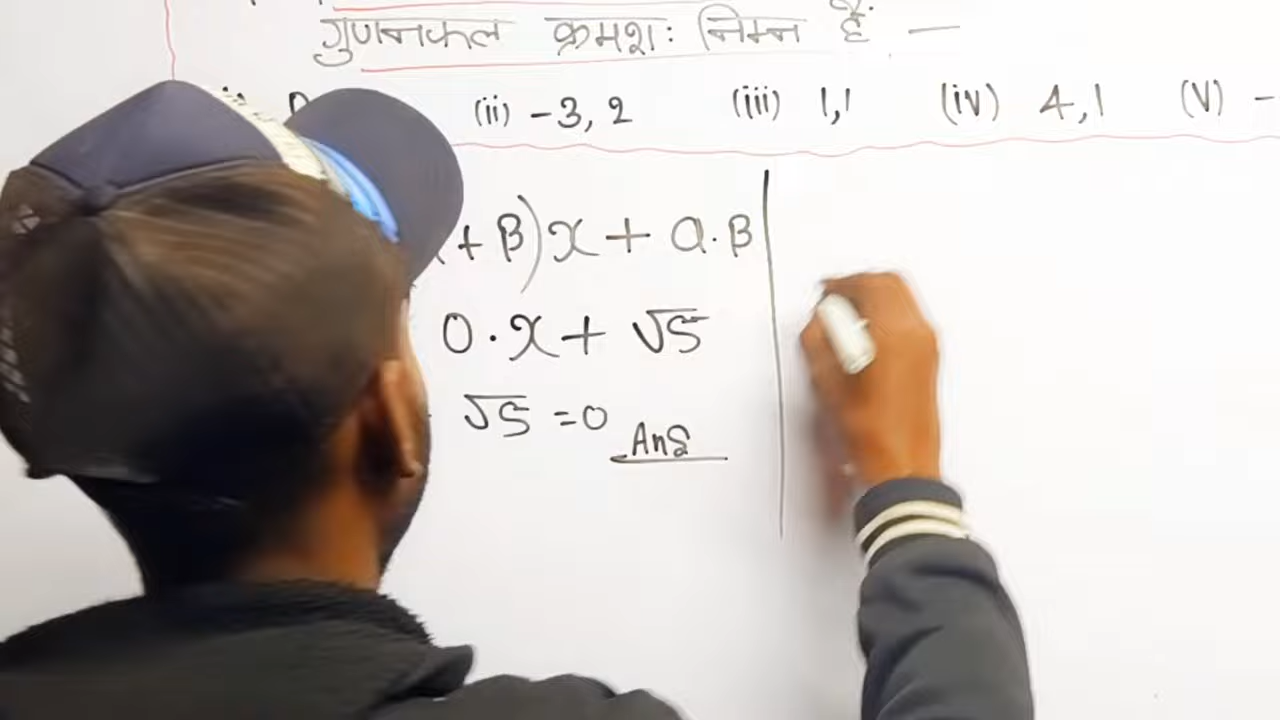 गुणनफल क्रमशः निम्न हैं —
(ii) -3, 2 (iii) 1,1 (iv) 4,1 (V) -
+ β)x + α.β
0.x + √5
√5 =0 Ans